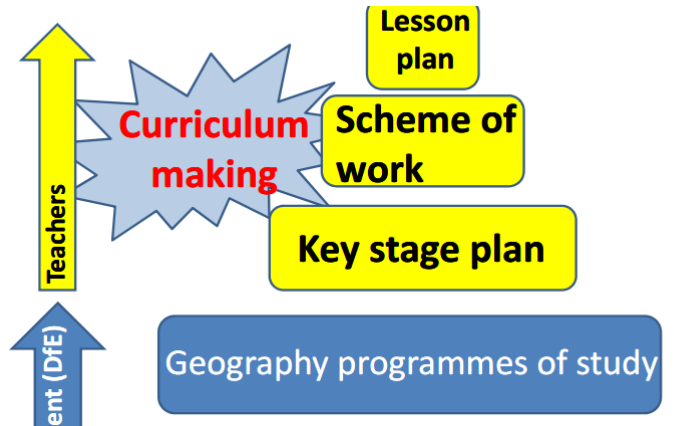 Lesson
plan
Curriculum
making
Scheme of
work
Key stage plan
Teachers
Geography programmes of study
(DfE)